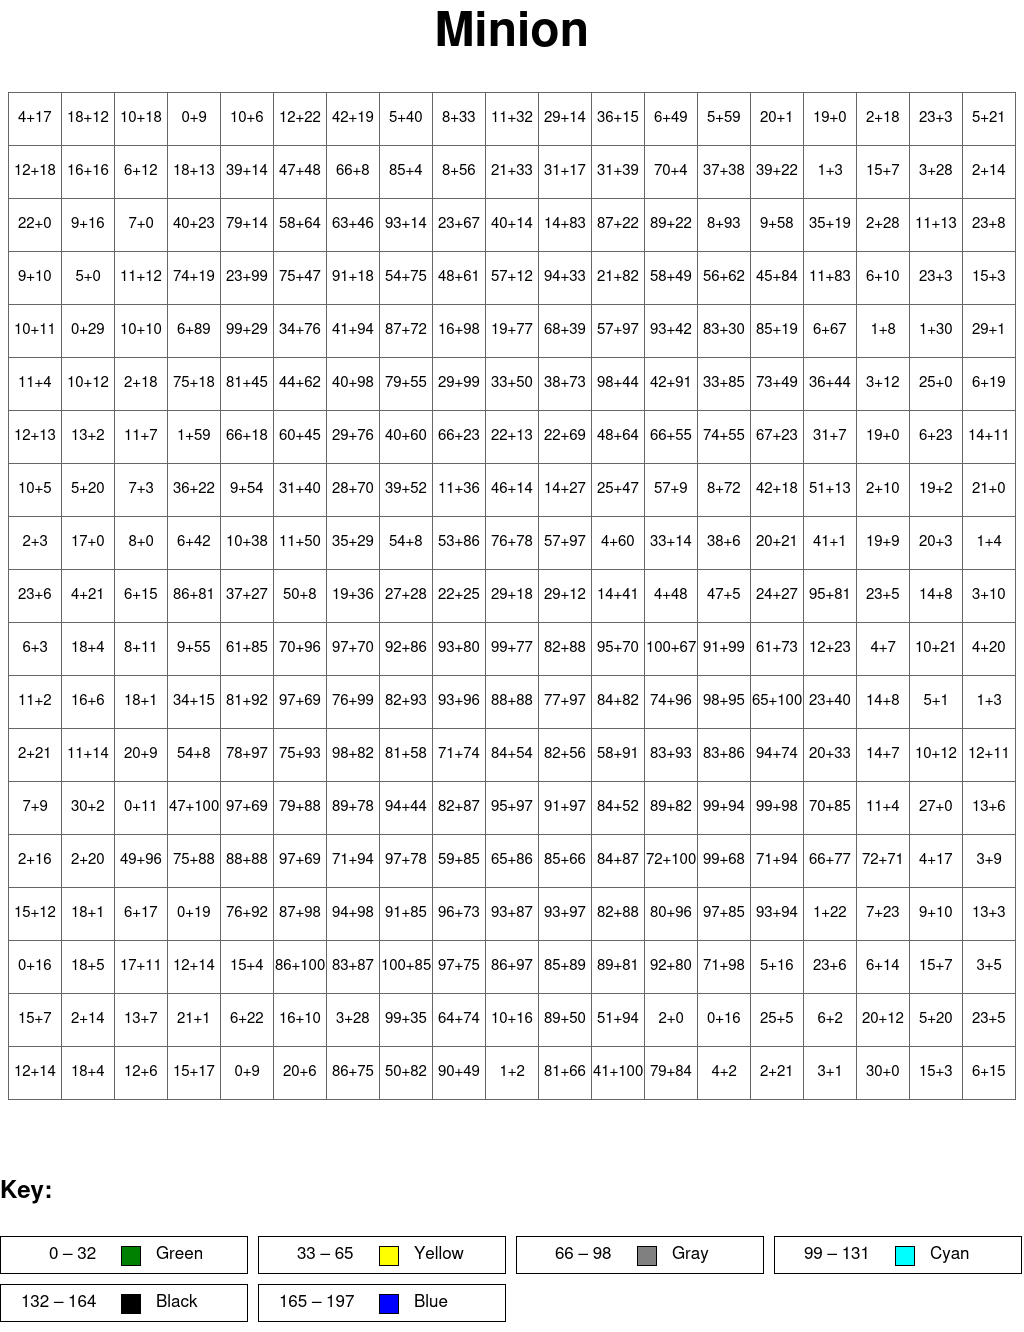 Minion
4+17 18+12 10+18 0+9 10+6 12+22 42+19 5+40 8+33 11+32 29+14 36+15 6+49 5+59 20+1 19+0 2+18 23+3 5+21
12+18 16+16 6+12 18+13 39+14 47+48 66+8 85+4 8+56 21+33 31+17 31+39 70+4 37+38 39+22 1+3 15+7 3+28 2+14
22+0 9+16 7+0 40+23 79+14 58+64 63+46 93+14 23+67 40+14 14+83 87+22 89+22 8+93 9+58 35+19 2+28 11+13 23+8
9+10 5+0 11+12 74+19 23+99 75+47 91+18 54+75 48+61 57+12 94+33 21+82 58+49 56+62 45+84 11+83 6+10 23+3 15+3
10+11 0+29 10+10 6+89 99+29 34+76 41+94 87+72 16+98 19+77 68+39 57+97 93+42 83+30 85+19 6+67 1+8 1+30 29+1
11+4 10+12 2+18 75+18 81+45 44+62 40+98 79+55 29+99 33+50 38+73 98+44 42+91 33+85 73+49 36+44 3+12 25+0 6+19
12+13 13+2 11+7 1+59 66+18 60+45 29+76 40+60 66+23 22+13 22+69 48+64 66+55 74+55 67+23 31+7 19+0 6+23 14+11
10+5 5+20 7+3 36+22 9+54 31+40 28+70 39+52 11+36 46+14 14+27 25+47 57+9 8+72 42+18 51+13 2+10 19+2 21+0
2+3 17+0 8+0 6+42 10+38 11+50 35+29 54+8 53+86 76+78 57+97 4+60 33+14 38+6 20+21 41+1 19+9 20+3 1+4
23+6 4+21 6+15 86+81 37+27 50+8 19+36 27+28 22+25 29+18 29+12 14+41 4+48 47+5 24+27 95+81 23+5 14+8 3+10
6+3 18+4 8+11 9+55 61+85 70+96 97+70 92+86 93+80 99+77 82+88 95+70 100+67 91+99 61+73 12+23 4+7 10+21 4+20
11+2 16+6 18+1 34+15 81+92 97+69 76+99 82+93 93+96 88+88 77+97 84+82 74+96 98+95 65+100 23+40 14+8 5+1 1+3
2+21 11+14 20+9 54+8 78+97 75+93 98+82 81+58 71+74 84+54 82+56 58+91 83+93 83+86 94+74 20+33 14+7 10+12 12+11
7+9 30+2 0+11 47+100 97+69 79+88 89+78 94+44 82+87 95+97 91+97 84+52 89+82 99+94 99+98 70+85 11+4 27+0 13+6
2+16 2+20 49+96 75+88 88+88 97+69 71+94 97+78 59+85 65+86 85+66 84+87 72+100 99+68 71+94 66+77 72+71 4+17 3+9
15+12 18+1 6+17 0+19 76+92 87+98 94+98 91+85 96+73 93+87 93+97 82+88 80+96 97+85 93+94 1+22 7+23 9+10 13+3
0+16 18+5 17+11 12+14 15+4 86+100 83+87 100+85 97+75 86+97 85+89 89+81 92+80 71+98 5+16 23+6 6+14 15+7 3+5
15+7 2+14 13+7 21+1 6+22 16+10 3+28 99+35 64+74 10+16 89+50 51+94 2+0 0+16 25+5 6+2 20+12 5+20 23+5
12+14 18+4 12+6 15+17 0+9 20+6 86+75 50+82 90+49 1+2 81+66 41+100 79+84 4+2 2+21 3+1 30+0 15+3 6+15
Key:
0 – 32 Green 33 – 65 Yellow 66 – 98 Gray 99 – 131 Cyan
132 – 164 Black 165 – 197 Blue